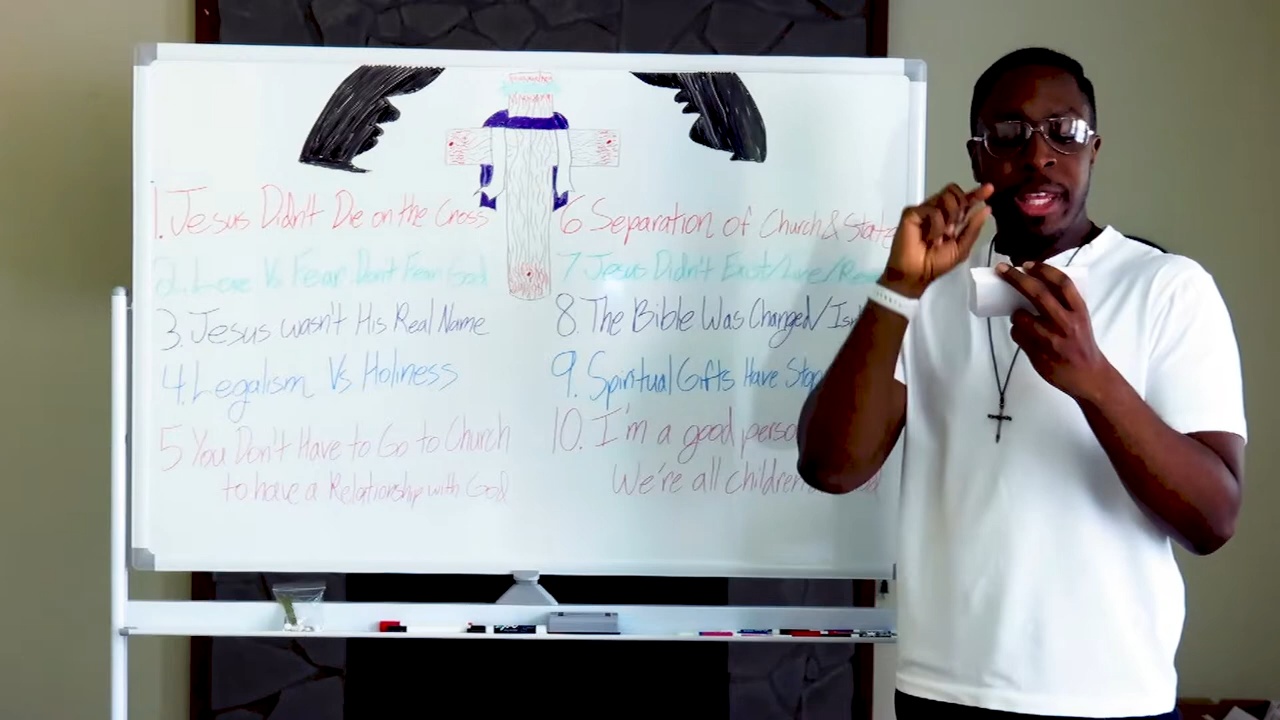 1. Jesus Didn't Die on the Cross
2. Love Vs Fear Don't Fear God
3. Jesus wasn't His Real Name
4. Legalism Vs Holiness
5 You Don't Have to Go to Church
to have a Relationship with God
6 Separation of Church & State
7 Jesus Didn't Exist/Live/
8. The Bible Was Changed/
9. Spiritual Gifts Have
10. I'm a good
We're all children